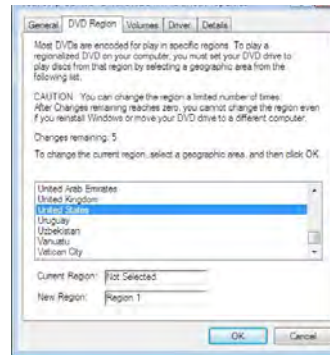 General DVD Region Volumes Driver Details
Most DVDs are encoded for play in specific regions. To play a
regionalized DVD on your computer, you must set your DVD drive to
play discs from that region by selecting a geographic area from the
following list.
CAUTION You can change the region a limited number of times.
After Changes remaining reaches zero, you cannot change the region even
if you reinstall Windows or move your DVD drive to a different computer.
Changes remaining: 5
To change the current region, select a geographic area, and then click OK.
United Arab Emirates
United Kingdom
United States
Uruguay
Uzbekistan
Vanuatu
Vatican City
Current Region: Not Selected
New Region: Region 1
OK Cancel